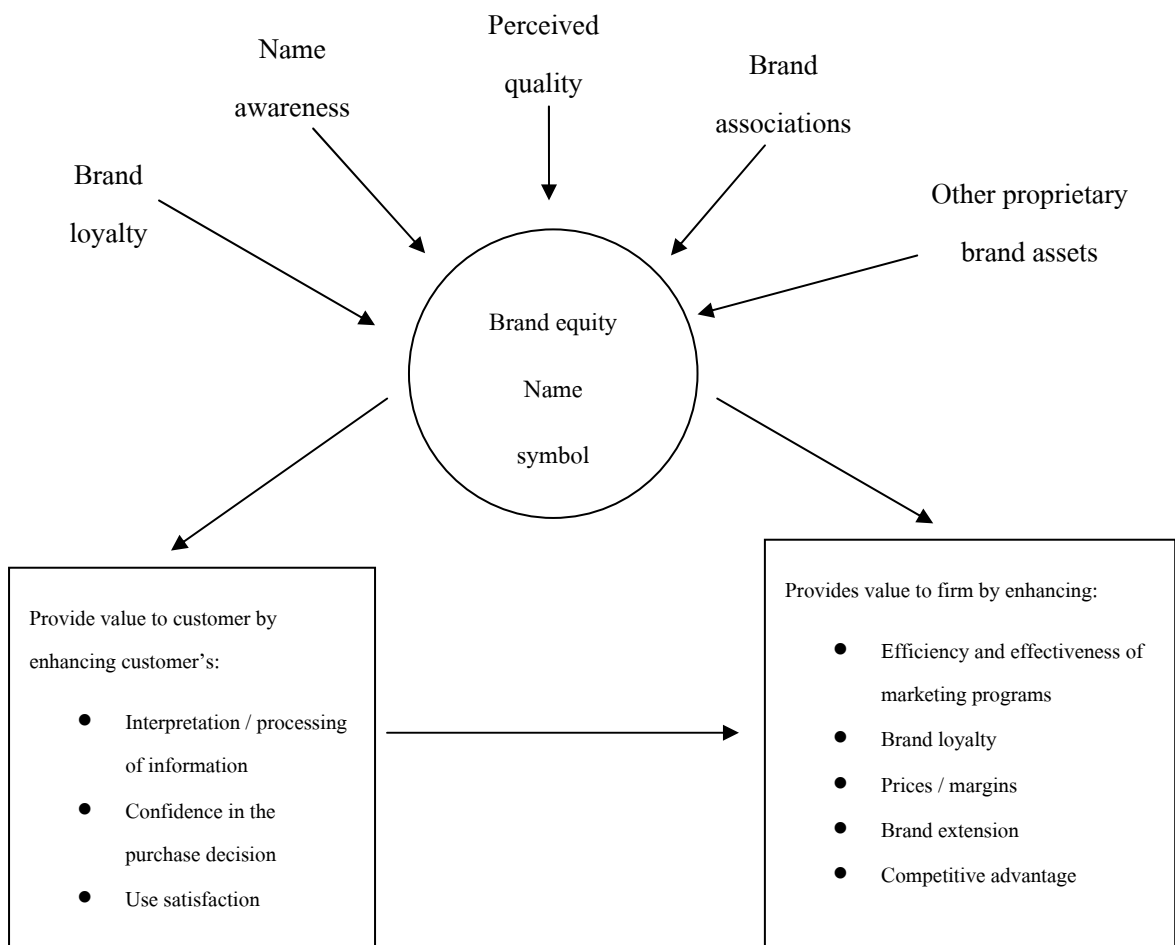 Perceived
quality
Name
awareness
Brand
associations
Brand
loyalty
Other proprietary
brand assets
Brand equity
Name
symbol
Provide value to customer by
enhancing customer’s:
● Interpretation / processing
of information
● Confidence in the
purchase decision
● Use satisfaction
Provides value to firm by enhancing:
● Efficiency and effectiveness of
marketing programs
● Brand loyalty
● Prices / margins
● Brand extension
● Competitive advantage